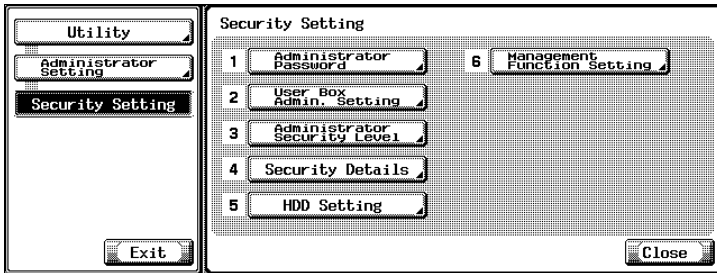 Utility
Administrator
Setting
Security Setting
Exit
Security Setting
1 Administrator
Password
2 User Box
Admin. Setting
3 Administrator
Security Level
4 Security Details
5 HDD Setting
6 Management
Function Setting
Close